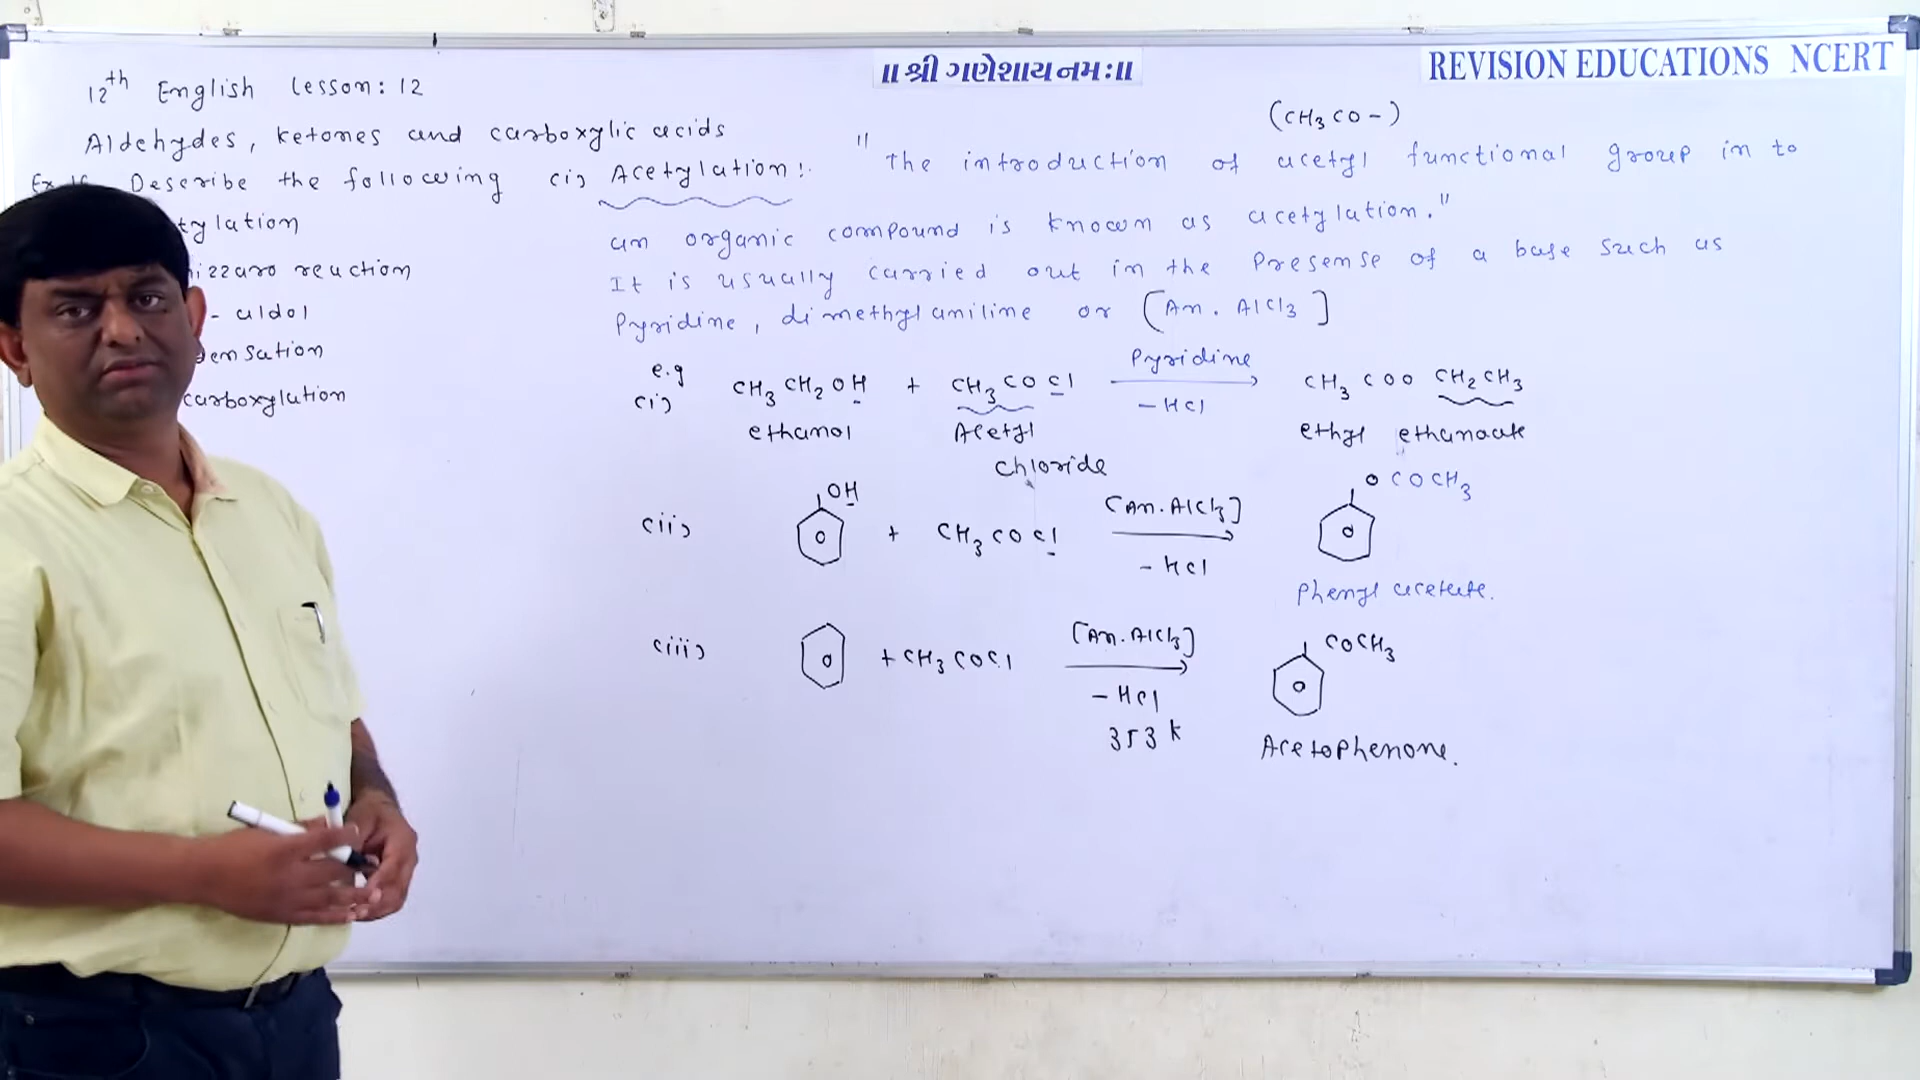 ॥ શ્રી ગણેશાય નમઃ ॥
REVISION EDUCATIONS NCERT
12th English Lesson: 12
Aldehydes, ketones and carboxylic acids
Describe the following
tylation
izzaro reaction
- aldol
ensation
carboxylation
(i) Acetylation:
(CH3CO-)
"The introduction of acetyl functional group in to
an organic compound is known as acetylation."
It is usually carried out in the presense of a base such as
Pyridine, dimethylaniline or [An. AlCl3]
e.g
(i) CH3CH2OH + CH3COCl Pyridine -HCl CH3COOCH2CH3
ethanol Acetyl chloride ethyl ethanoate
(ii) OH + CH3COCl [An. AlCl3] -HCl OCOCH3
Phenyl acetate.
(iii) + CH3COCl [An. AlCl3] -HCl 353 K COCH3
Acetophenone.